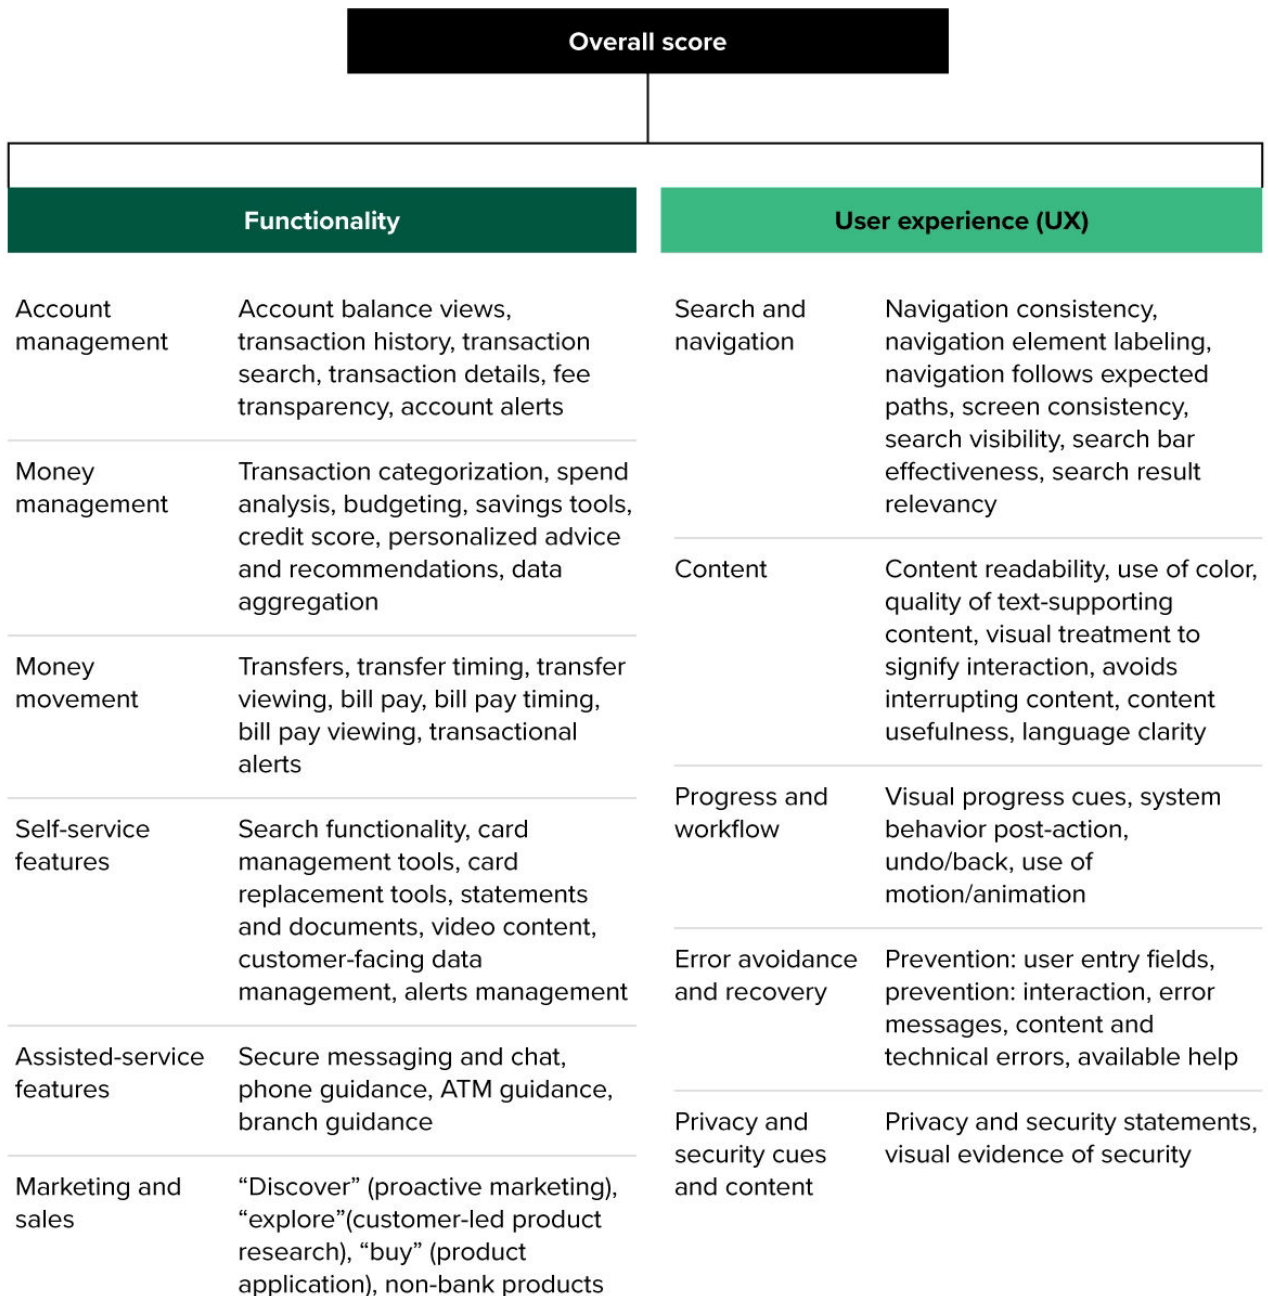 Overall score
Functionality
Account
management
Account balance views,
transaction history, transaction
search, transaction details, fee
transparency, account alerts
Money
management
Transaction categorization, spend
analysis, budgeting, savings tools,
credit score, personalized advice
and recommendations, data
aggregation
Money
movement
Transfers, transfer timing, transfer
viewing, bill pay, bill pay timing,
bill pay viewing, transactional
alerts
Self-service
features
Search functionality, card
management tools, card
replacement tools, statements
and documents, video content,
customer-facing data
management, alerts management
Assisted-service
features
Secure messaging and chat,
phone guidance, ATM guidance,
branch guidance
Marketing and
sales
“Discover” (proactive marketing),
“explore”(customer-led product
research), “buy” (product
application), non-bank products
User experience (UX)
Search and
navigation
Navigation consistency,
navigation element labeling,
navigation follows expected
paths, screen consistency,
search visibility, search bar
effectiveness, search result
relevancy
Content
Content readability, use of color,
quality of text-supporting
content, visual treatment to
signify interaction, avoids
interrupting content, content
usefulness, language clarity
Progress and
workflow
Visual progress cues, system
behavior post-action,
undo/back, use of
motion/animation
Error avoidance
and recovery
Prevention: user entry fields,
prevention: interaction, error
messages, content and
technical errors, available help
Privacy and
security cues
and content
Privacy and security statements,
visual evidence of security